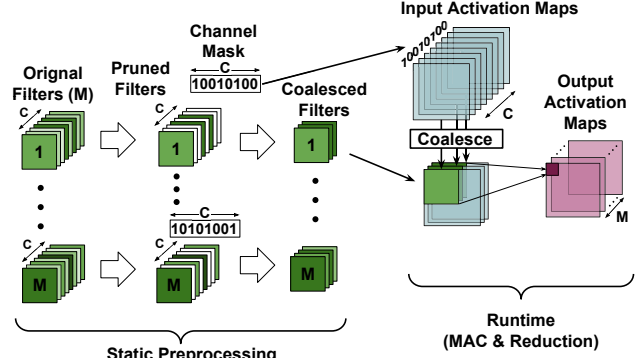 Input Activation Maps
Channel
Mask
C
10010100
10010100
Orignal
Filters (M)
Pruned
Filters
Coalesced
Filters
Output
Activation
Maps
C
C
C
Coalesce
1
1
1
C
10101001
M
C
C
M
M
M
Runtime
(MAC & Reduction)
Static Preprocessing